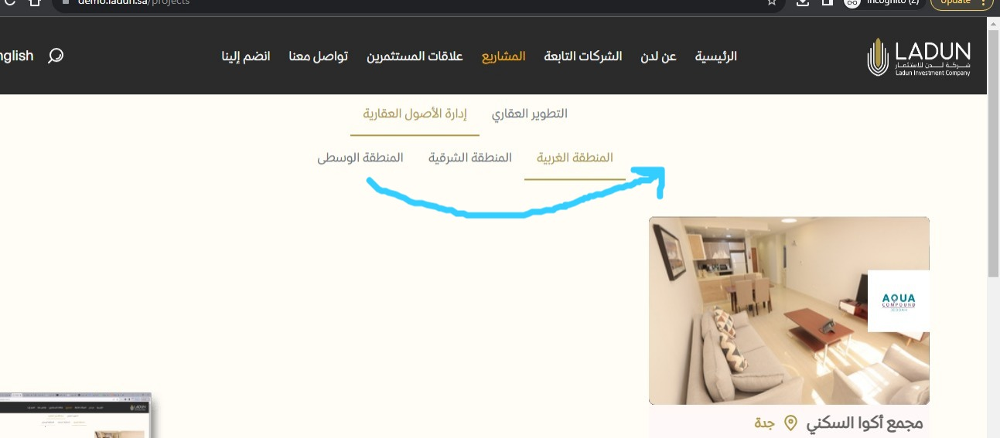 demo.ladun.sa/projects
Incognito (2)
Update
LADUN
شركة لدن للاستثمار
Ladun Investment Company
الرئيسية
عن لدن
الشركات التابعة
المشاريع
علاقات المستثمرين
تواصل معنا
انضم إلينا
nglish
التطوير العقاري
إدارة الأصول العقارية
المنطقة الغربية
المنطقة الشرقية
المنطقة الوسطى
AQUA
COMPOUND
JEDDAH
مجمع أكوا السكني
جدة
LADUN